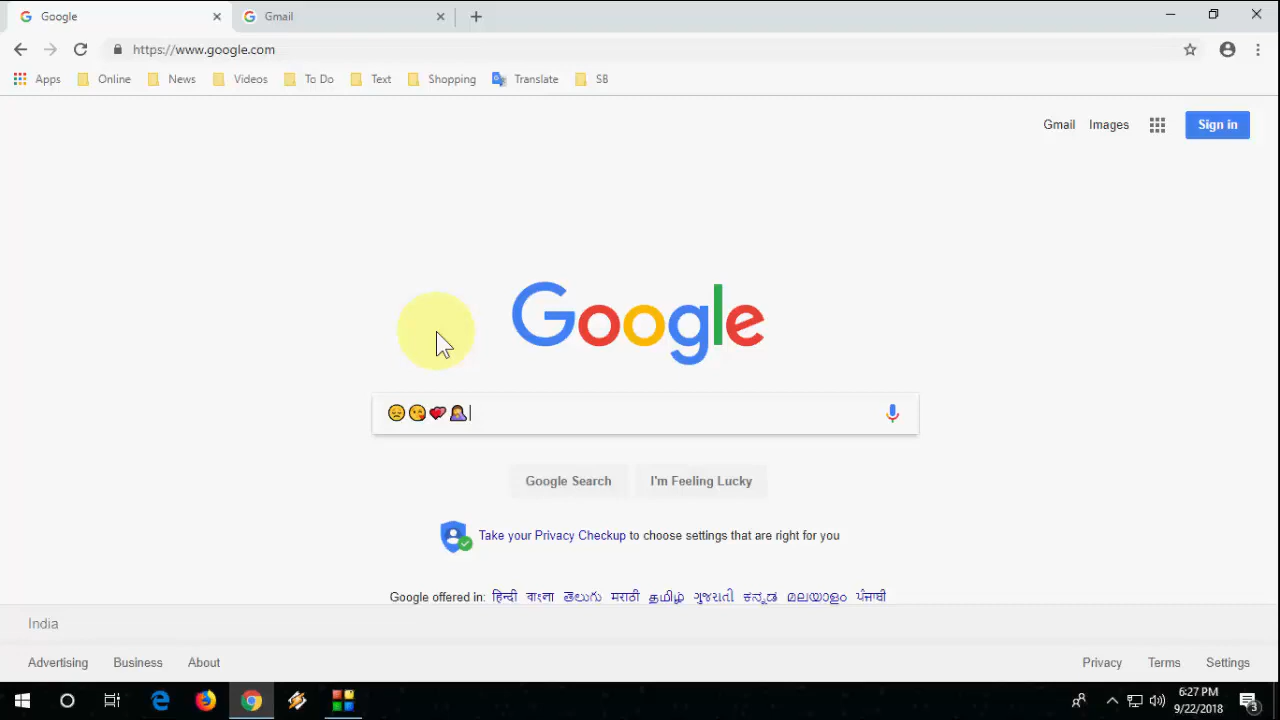 Google
Gmail
https://www.google.com
Apps Online News Videos To Do Text Shopping Translate SB
Gmail Images Sign in
Google
😞😘💕🤷🏽‍♀️
Google Search I'm Feeling Lucky
Take your Privacy Checkup to choose settings that are right for you
Google offered in: हिन्दी বাংলা తెలుగు मराठी தமிழ் ગુજરાતી ಕನ್ನಡ മലയാളം ਪੰਜਾਬੀ
India
Advertising Business About Privacy Terms Settings
6:27 PM
9/22/2018
3